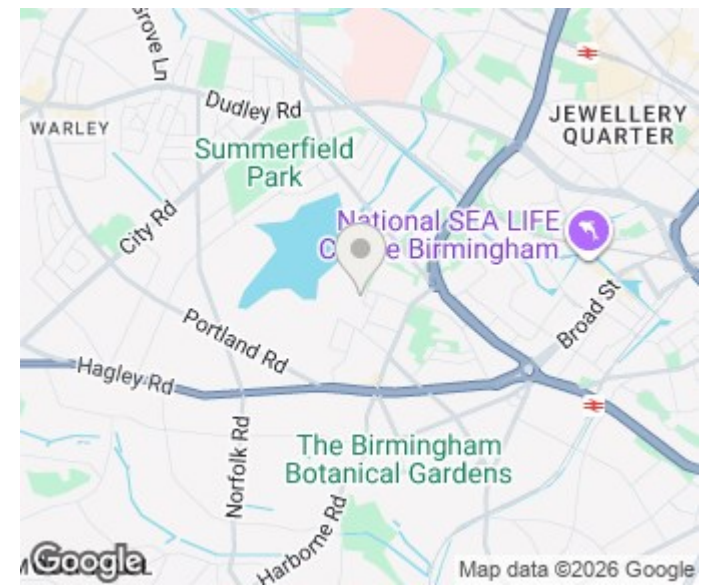 Grove Ln
Dudley Rd
WARLEY
JEWELLERY
QUARTER
Summerfield
Park
City Rd
National SEA LIFE
Birmingham
Broad St
Portland Rd
Hagley Rd
Norfolk Rd
The Birmingham
Botanical Gardens
Harborne Rd
Google
Map data ©2026 Google